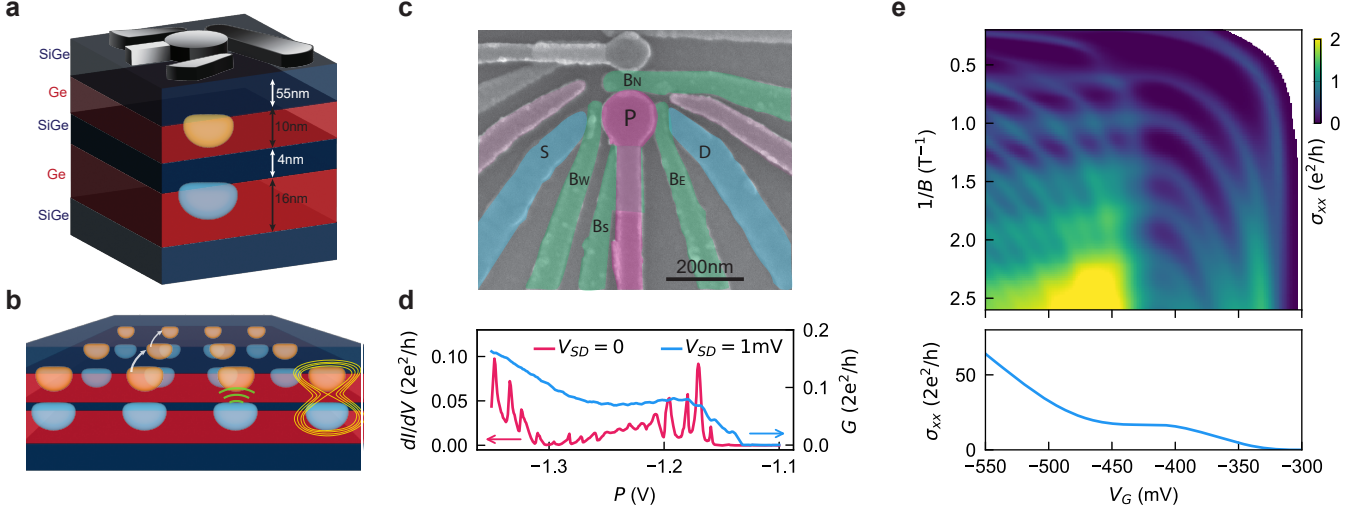 a
SiGe
Ge
SiGe
Ge
SiGe
55nm
10nm
4nm
16nm
b
c
BN
P
S
D
BW
BE
BS
200nm
d
VSD = 0
VSD = 1mV
dI/dV (2e²/h)
0.10
0.05
0.00
0.2
0.1
0.0
G (2e²/h)
−1.3
−1.2
−1.1
P (V)
e
1/B (T⁻¹)
0.5
1.0
1.5
2.0
2.5
2
1
0
σxx (e²/h)
σxx (2e²/h)
50
0
−550
−500
−450
−400
−350
−300
VG (mV)